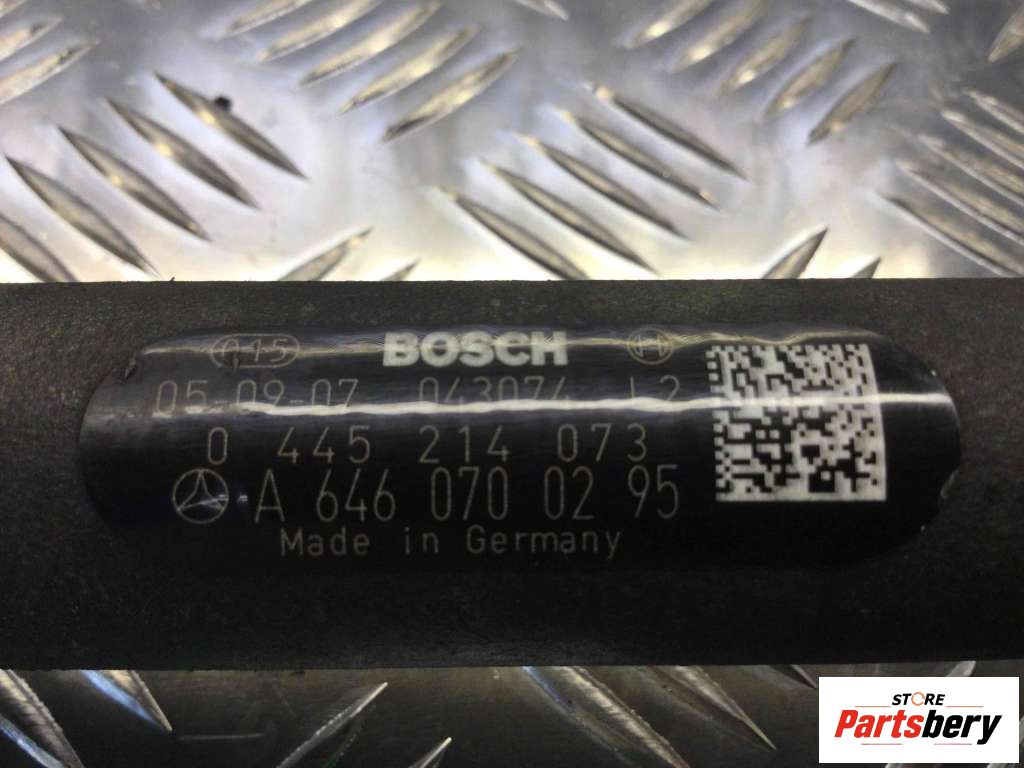 015 BOSCH H
05-09-07 043074 L2
0 445 214 073
A 646 070 02 95
Made in Germany
STORE
Partsbery